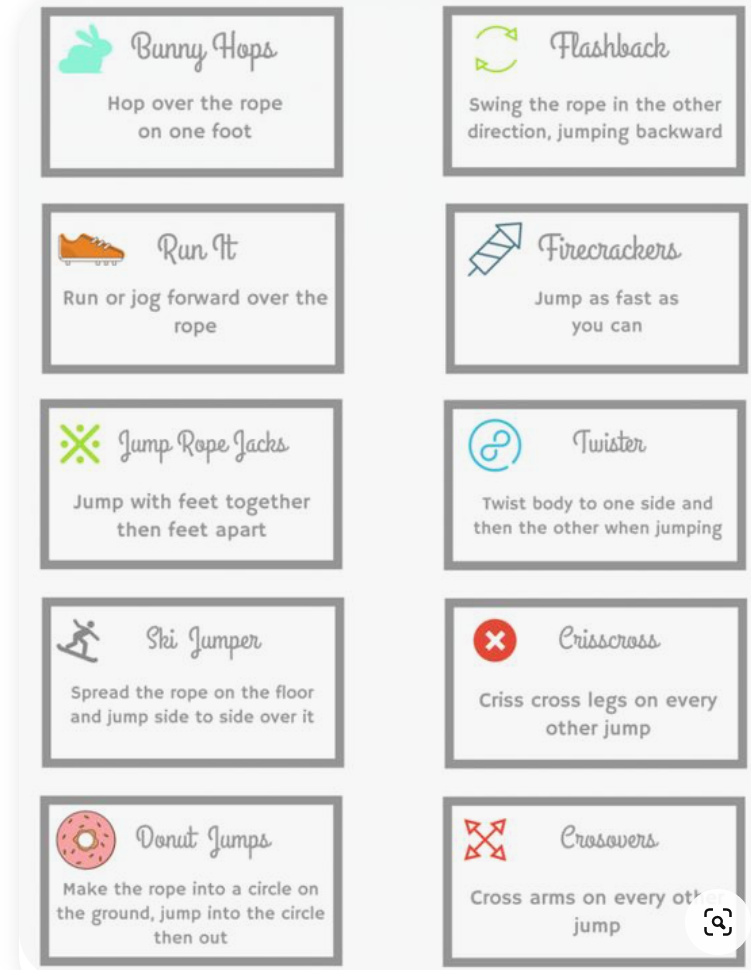 Bunny Hops
Hop over the rope
on one foot
Flashback
Swing the rope in the other
direction, jumping backward
Run It
Run or jog forward over the
rope
Firecrackers
Jump as fast as
you can
Jump Rope Jacks
Jump with feet together
then feet apart
Twister
Twist body to one side and
then the other when jumping
Ski Jumper
Spread the rope on the floor
and jump side to side over it
Crisscross
Criss cross legs on every
other jump
Donut Jumps
Make the rope into a circle on
the ground, jump into the circle
then out
Crosovers
Cross arms on every other
jump